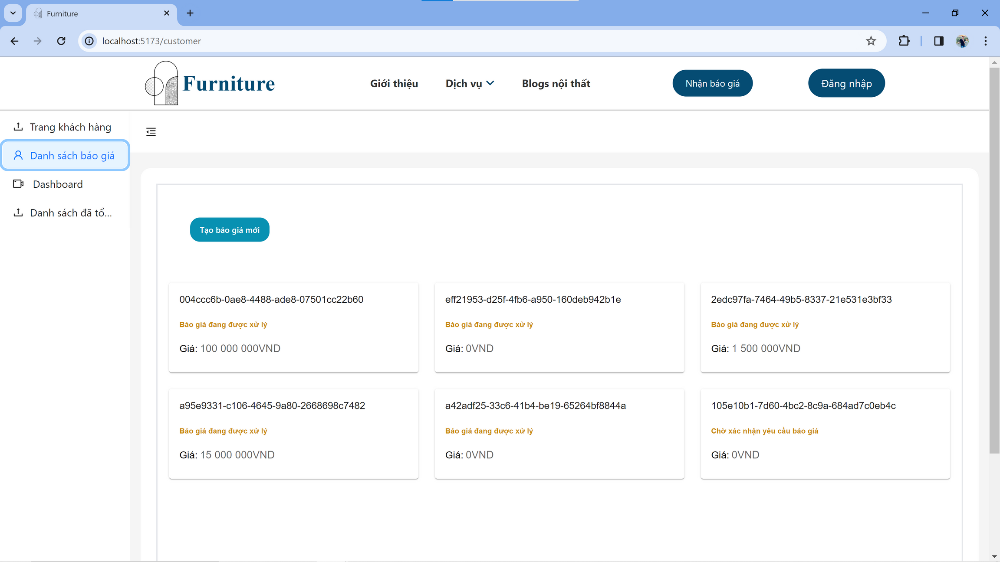 Furniture
localhost:5173/customer
Furniture
Giới thiệu
Dịch vụ
Blogs nội thất
Nhận báo giá
Đăng nhập
Trang khách hàng
Danh sách báo giá
Dashboard
Danh sách đã tổ...
Tạo báo giá mới
004ccc6b-0ae8-4488-ade8-07501cc22b60
Báo giá đang được xử lý
Giá: 100 000 000VND
eff21953-d25f-4fb6-a950-160deb942b1e
Báo giá đang được xử lý
Giá: 0VND
2edc97fa-7464-49b5-8337-21e531e3bf33
Báo giá đang được xử lý
Giá: 1 500 000VND
a95e9331-c106-4645-9a80-2668698c7482
Báo giá đang được xử lý
Giá: 15 000 000VND
a42adf25-33c6-41b4-be19-65264bf8844a
Báo giá đang được xử lý
Giá: 0VND
105e10b1-7d60-4bc2-8c9a-684ad7c0eb4c
Chờ xác nhận yêu cầu báo giá
Giá: 0VND